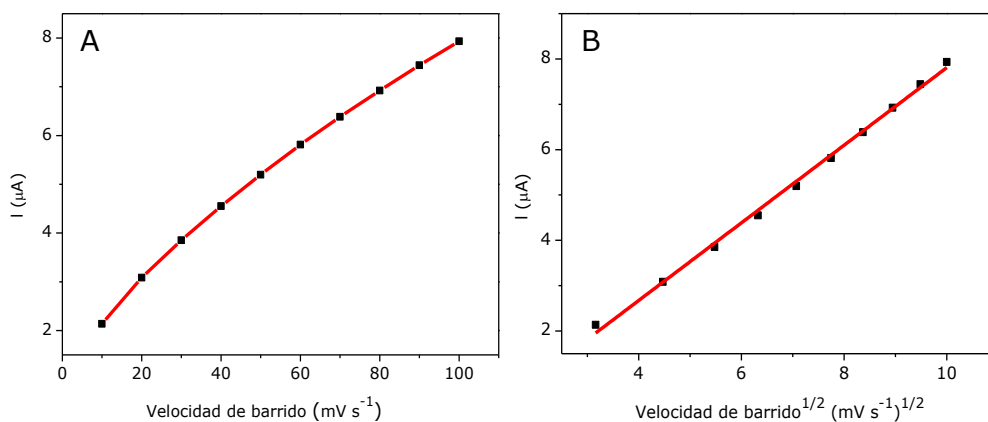 A
8
6
4
2
I (μA)
0 20 40 60 80 100
Velocidad de barrido (mV s⁻¹)
B
8
6
4
2
I (μA)
4 6 8 10
Velocidad de barrido¹/² (mV s⁻¹)¹/²